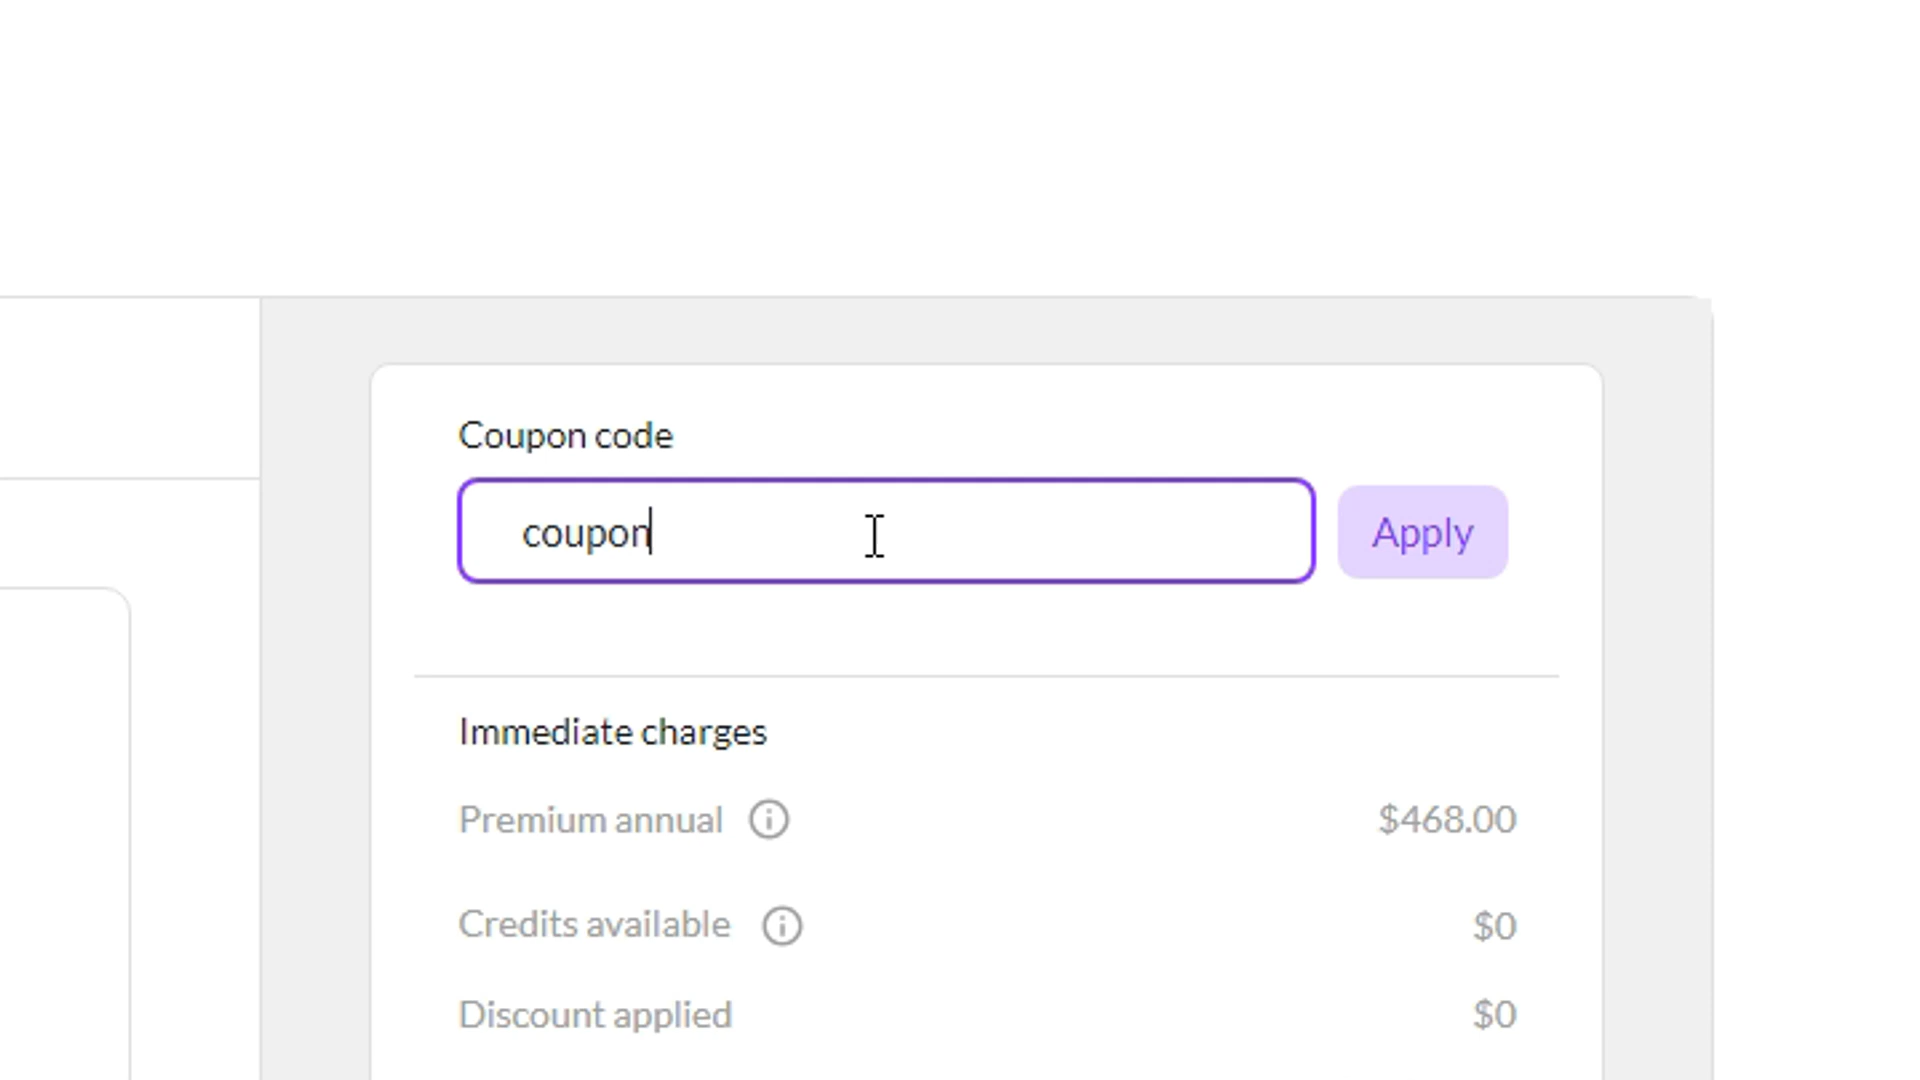 Coupon code
coupon
Apply
Immediate charges
Premium annual $468.00
Credits available $0
Discount applied $0